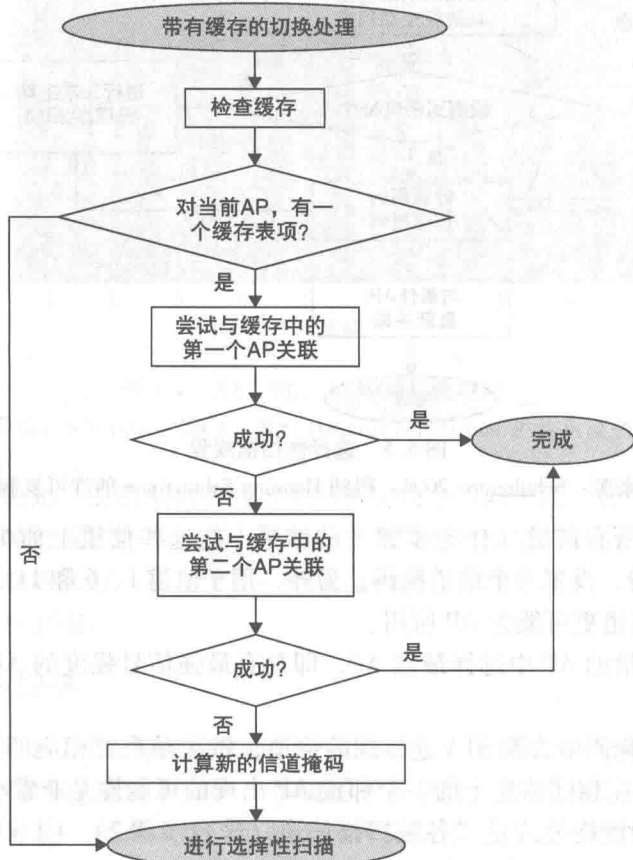 带有缓存的切换处理
检查缓存
对当前AP，有一
个缓存表项？
是
尝试与缓存中的
第一个AP关联
成功？
是
完成
否
否
尝试与缓存中的
第二个AP关联
成功？
是
否
计算新的信道掩码
进行选择性扫描